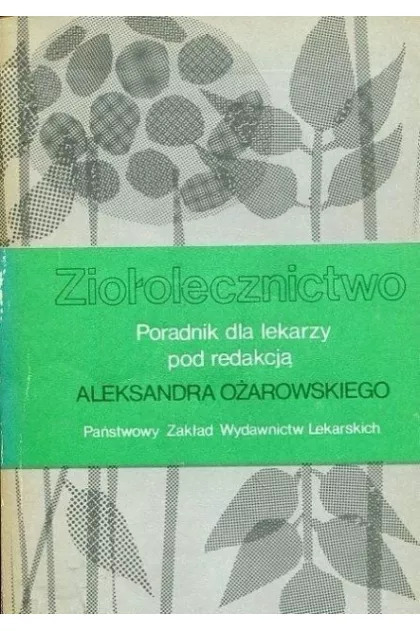 Ziołolecznictwo
Poradnik dla lekarzy
pod redakcją
ALEKSANDRA OŻAROWSKIEGO
Państwowy Zakład Wydawnictw Lekarskich